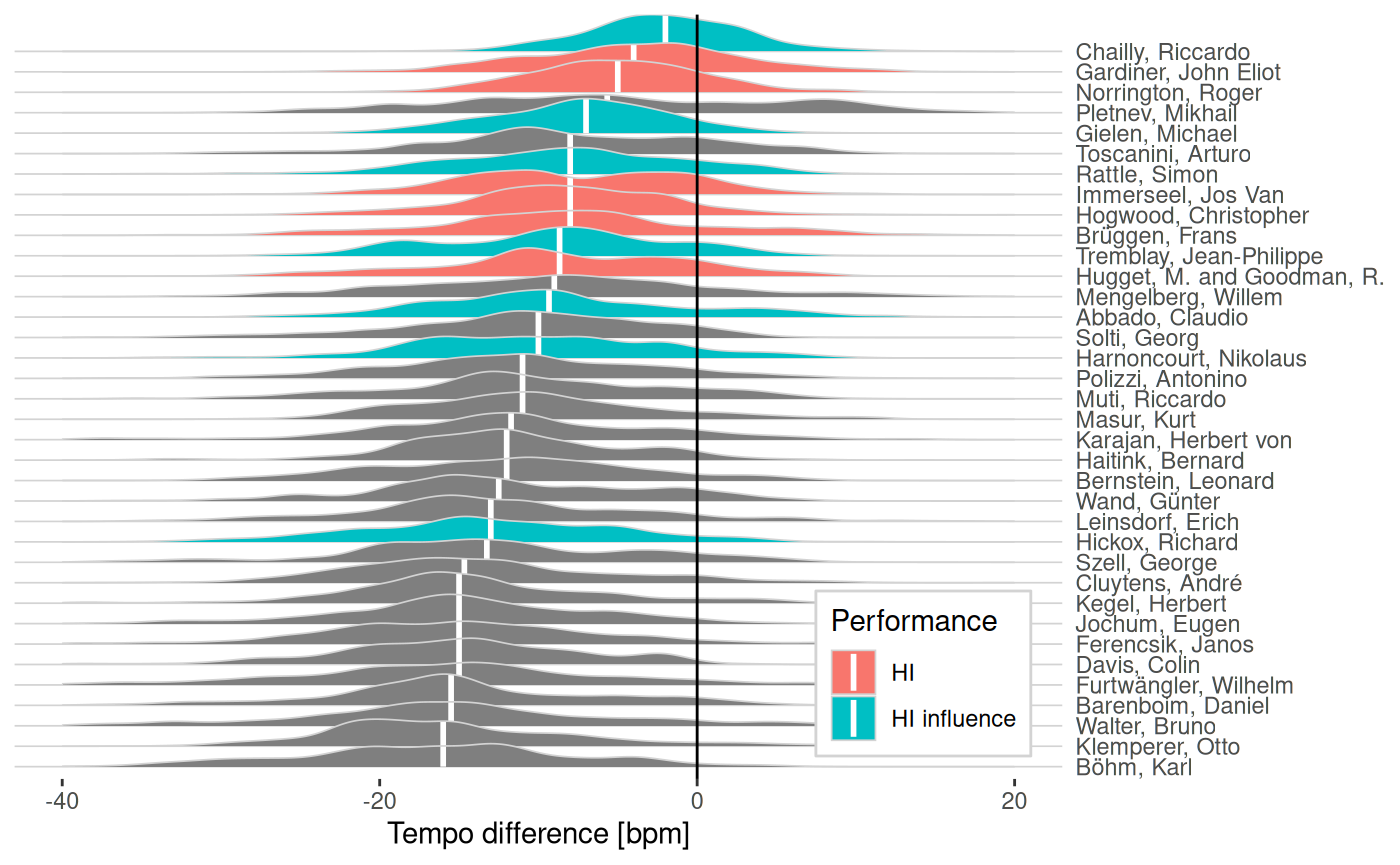 Chailly, Riccardo
Gardiner, John Eliot
Norrington, Roger
Pletnev, Mikhail
Gielen, Michael
Toscanini, Arturo
Rattle, Simon
Immerseel, Jos Van
Hogwood, Christopher
Brüggen, Frans
Tremblay, Jean-Philippe
Hugget, M. and Goodman, R.
Mengelberg, Willem
Abbado, Claudio
Solti, Georg
Harnoncourt, Nikolaus
Polizzi, Antonino
Muti, Riccardo
Masur, Kurt
Karajan, Herbert von
Haitink, Bernard
Bernstein, Leonard
Wand, Günter
Leinsdorf, Erich
Hickox, Richard
Szell, George
Cluytens, André
Kegel, Herbert
Jochum, Eugen
Ferencsik, Janos
Davis, Colin
Furtwängler, Wilhelm
Barenboim, Daniel
Walter, Bruno
Klemperer, Otto
Böhm, Karl
Performance
HI
HI influence
-40 -20 0 20
Tempo difference [bpm]